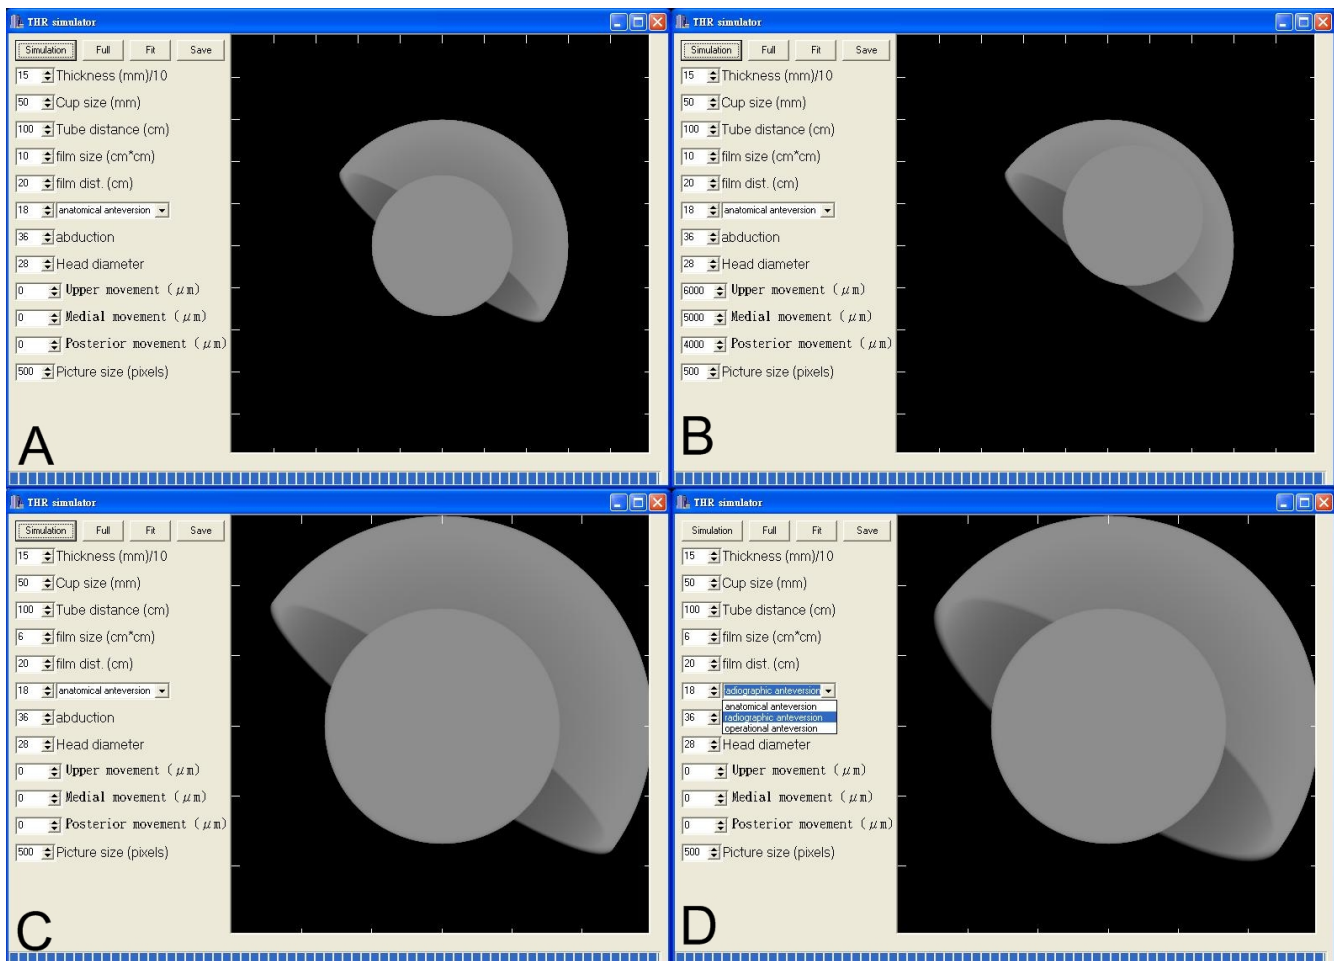 THR simulator
Simulation Full Fit Save
15 Thickness (mm)/10
50 Cup size (mm)
100 Tube distance (cm)
10 film size (cm*cm)
20 film dist. (cm)
18 anatomical anteversion
36 abduction
28 Head diameter
0 Upper movement (μm)
0 Medial movement (μm)
0 Posterior movement (μm)
500 Picture size (pixels)
A
THR simulator
Simulation Full Fit Save
15 Thickness (mm)/10
50 Cup size (mm)
100 Tube distance (cm)
10 film size (cm*cm)
20 film dist. (cm)
18 anatomical anteversion
36 abduction
28 Head diameter
6000 Upper movement (μm)
5000 Medial movement (μm)
4000 Posterior movement (μm)
500 Picture size (pixels)
B
THR simulator
Simulation Full Fit Save
15 Thickness (mm)/10
50 Cup size (mm)
100 Tube distance (cm)
6 film size (cm*cm)
20 film dist. (cm)
18 anatomical anteversion
36 abduction
28 Head diameter
0 Upper movement (μm)
0 Medial movement (μm)
0 Posterior movement (μm)
500 Picture size (pixels)
C
THR simulator
Simulation Full Fit Save
15 Thickness (mm)/10
50 Cup size (mm)
100 Tube distance (cm)
6 film size (cm*cm)
20 film dist. (cm)
18 adiographic anteversion
anatomical anteversion
36 radiographic anteversion
operational anteversion
28 Head diameter
0 Upper movement (μm)
0 Medial movement (μm)
0 Posterior movement (μm)
500 Picture size (pixels)
D